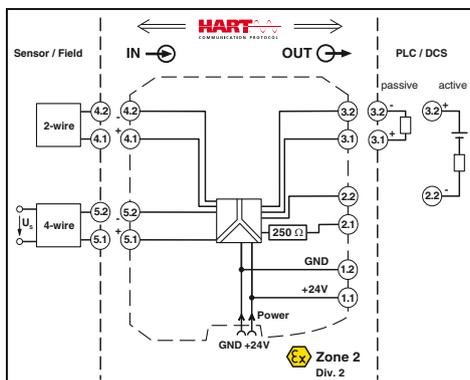 HART
COMMUNICATION PROTOCOL
Sensor / Field
IN
OUT
PLC / DCS
passive
active
2-wire
4.2
4.1
4.2
-
+
4.1
3.2
3.1
3.2
-
+
3.1
3.2
+
2.2
-
Us
4-wire
5.2
5.1
5.2
-
+
5.1
2.2
2.1
250 Ω
GND
1.2
+24V
1.1
Power
GND +24V
Ex
Zone 2
Div. 2